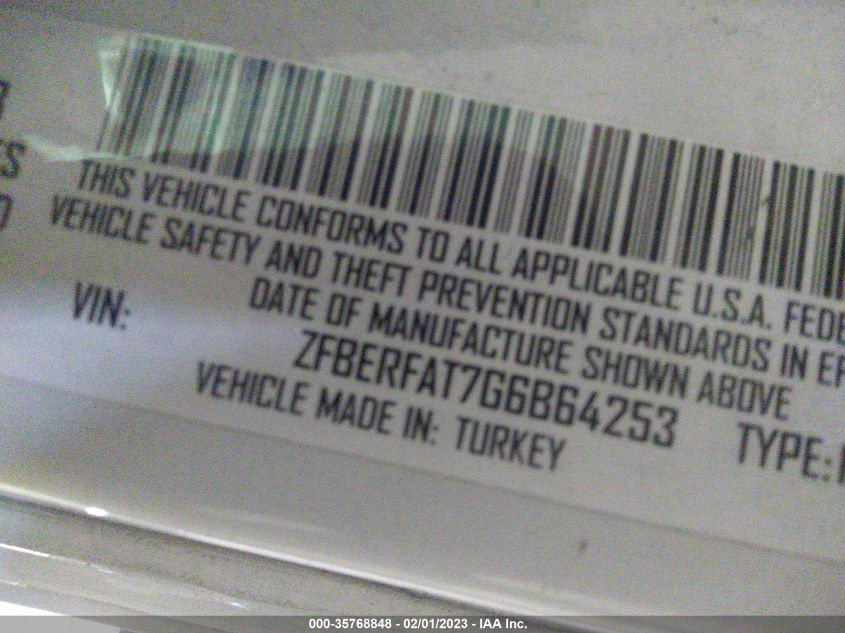 THIS VEHICLE CONFORMS TO ALL APPLICABLE U.S.A.
VEHICLE SAFETY AND THEFT PREVENTION STANDARDS IN
DATE OF MANUFACTURE SHOWN ABOVE
VIN: ZFBERFAT7G6B64253 TYPE:
VEHICLE MADE IN: TURKEY
000-35768848 - 02/01/2023 - IAA Inc.